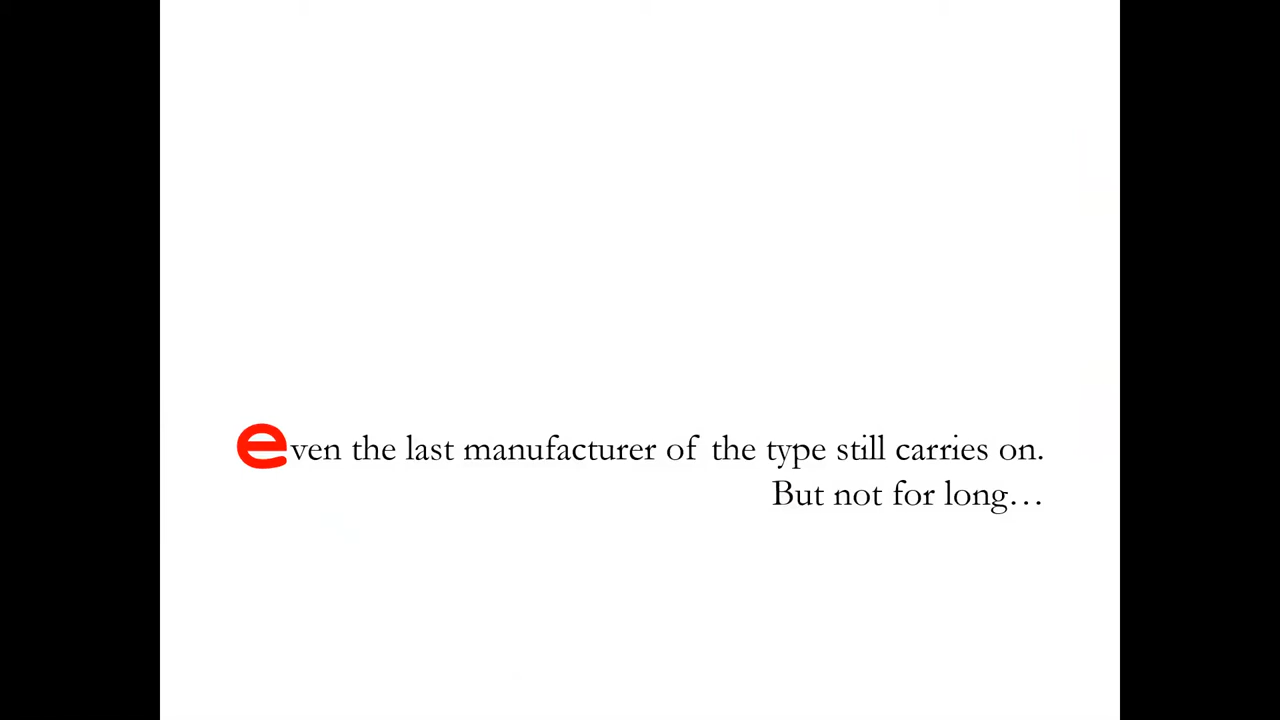 even the last manufacturer of the type still carries on.
But not for long…